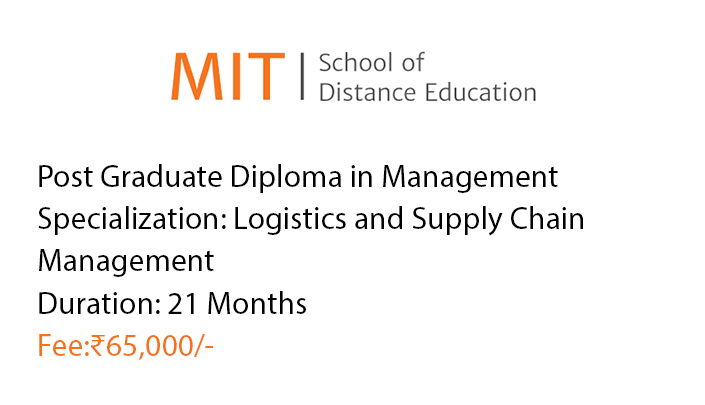 MIT
School of
Distance Education
Post Graduate Diploma in Management
Specialization: Logistics and Supply Chain
Management
Duration: 21 Months
Fee:₹65,000/-